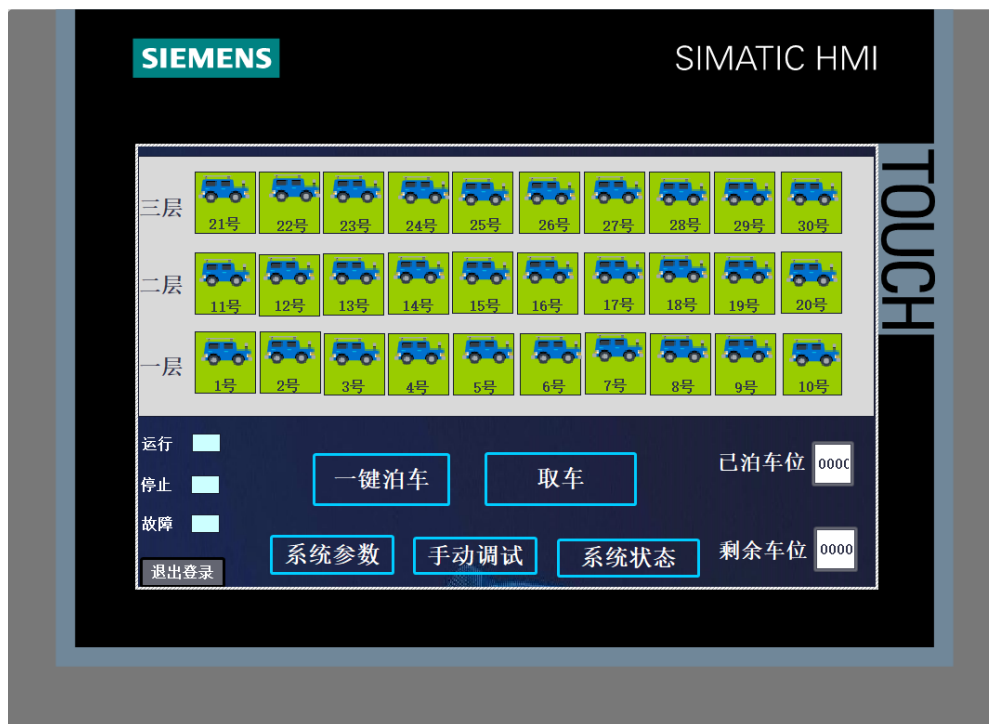 SIEMENS
SIMATIC HMI
TOUCH
三层
21号 22号 23号 24号 25号 26号 27号 28号 29号 30号
二层
11号 12号 13号 14号 15号 16号 17号 18号 19号 20号
一层
1号 2号 3号 4号 5号 6号 7号 8号 9号 10号
运行
停止
故障
退出登录
一键泊车
取车
已泊车位 0000
系统参数
手动调试
系统状态
剩余车位 0000